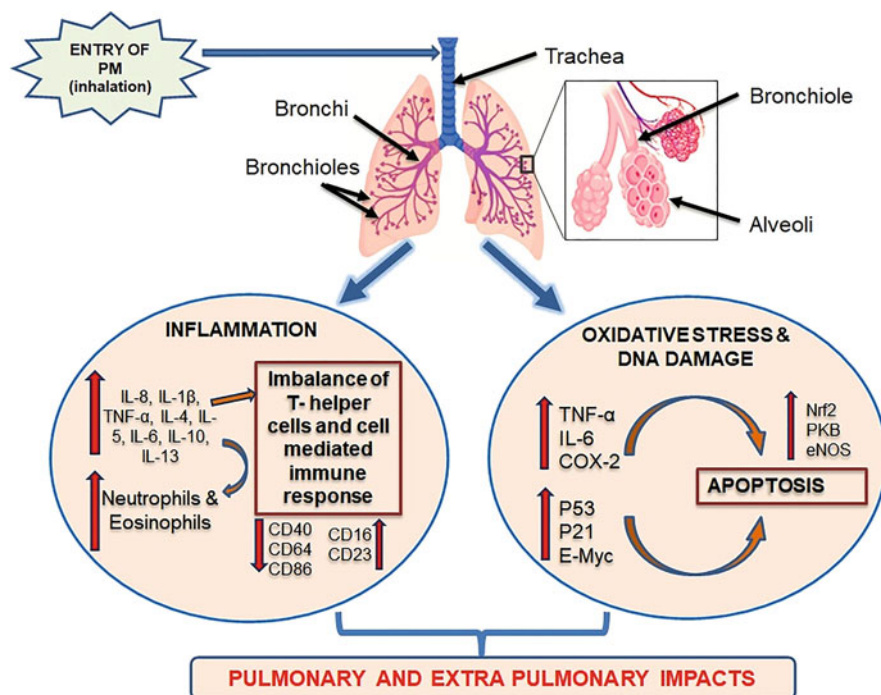 ENTRY OF
PM
(inhalation)
Trachea
Bronchi
Bronchioles
Bronchiole
Alveoli
INFLAMMATION
IL-8, IL-1β,
TNF-α, IL-4, IL-
5, IL-6, IL-10,
IL-13
Neutrophils &
Eosinophils
Imbalance of
T- helper
cells and cell
mediated
immune
response
CD40
CD64
CD86
CD16
CD23
OXIDATIVE STRESS &
DNA DAMAGE
TNF-α
IL-6
COX-2
P53
P21
E-Myc
Nrf2
PKB
eNOS
APOPTOSIS
PULMONARY AND EXTRA PULMONARY IMPACTS